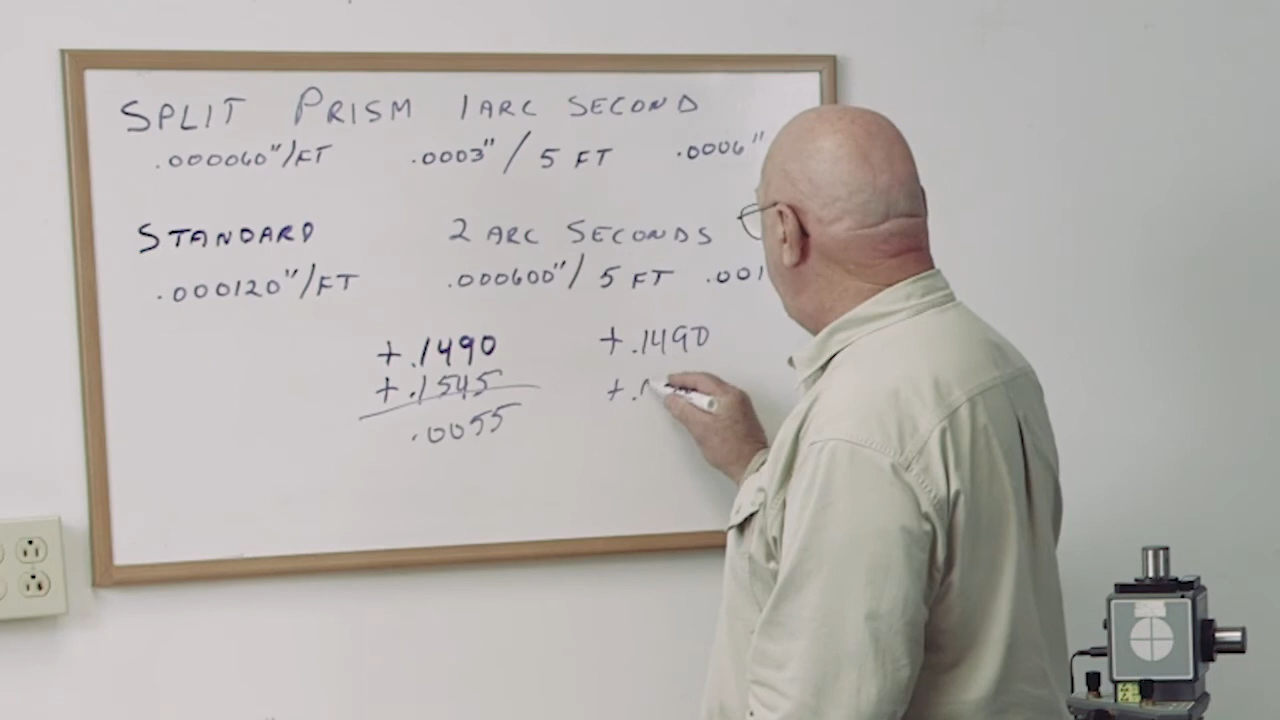 SPLIT PRISM 1 ARC SECOND
.000060"/FT .0003"/5 FT .0006"
STANDARD 2 ARC SECONDS
.000120"/FT .000600"/5 FT .001
+.1490 +.1490
+.1545 +.
.0055